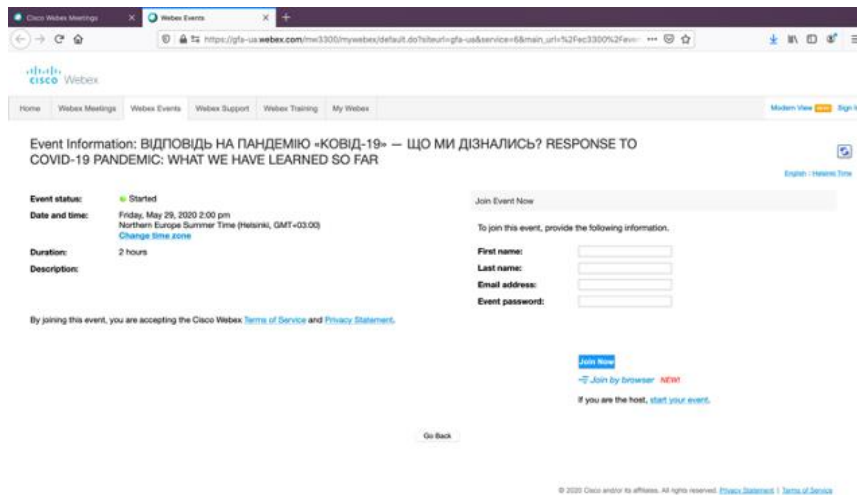 Cisco Webex Meetings
Webex Events
https://gfa-us.webex.com/mw3300/mywebex/default.do?siteurl=gfa-us&service=6&main_url=%2Fec3300%2Feve
cisco Webex
Home Webex Meetings Webex Events Webex Support Webex Training My Webex
Modern View Sign In
Event Information: ВІДПОВІДЬ НА ПАНДЕМІЮ «КОВІД-19» — ЩО МИ ДІЗНАЛИСЬ? RESPONSE TO
COVID-19 PANDEMIC: WHAT WE HAVE LEARNED SO FAR
English : Helsinki Time
Event status: Started
Date and time: Friday, May 29, 2020 2:00 pm
Northern Europe Summer Time (Helsinki, GMT+03:00)
Change time zone
Duration: 2 hours
Description:
By joining this event, you are accepting the Cisco Webex Terms of Service and Privacy Statement.
Join Event Now
To join this event, provide the following information.
First name:
Last name:
Email address:
Event password:
Join Now
Join by browser NEW!
If you are the host, start your event.
Go Back
© 2020 Cisco and/or its affiliates. All rights reserved. Privacy Statement | Terms of Service